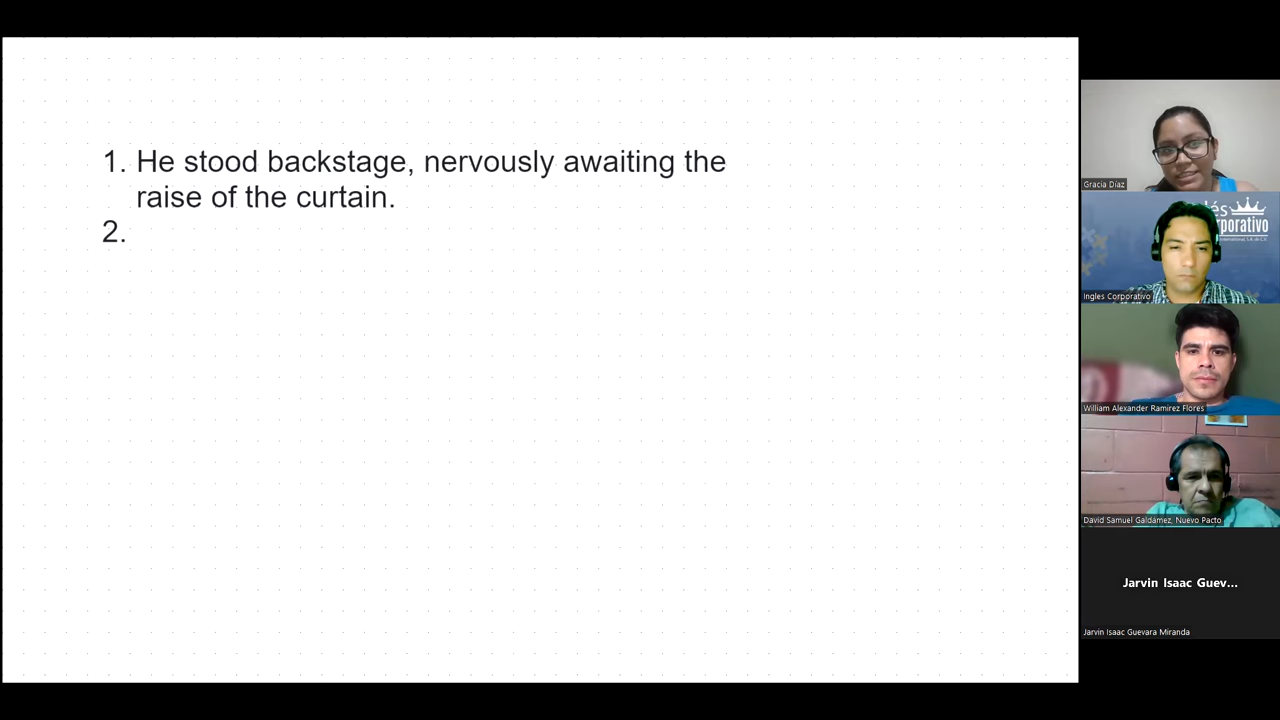 1. He stood backstage, nervously awaiting the
raise of the curtain.
2.
Gracia Díaz
Ingles Corporativo
William Alexander Ramirez Flores
David Samuel Galdámez, Nuevo Pacto
Jarvin Isaac Guev...
Jarvin Isaac Guevara Miranda